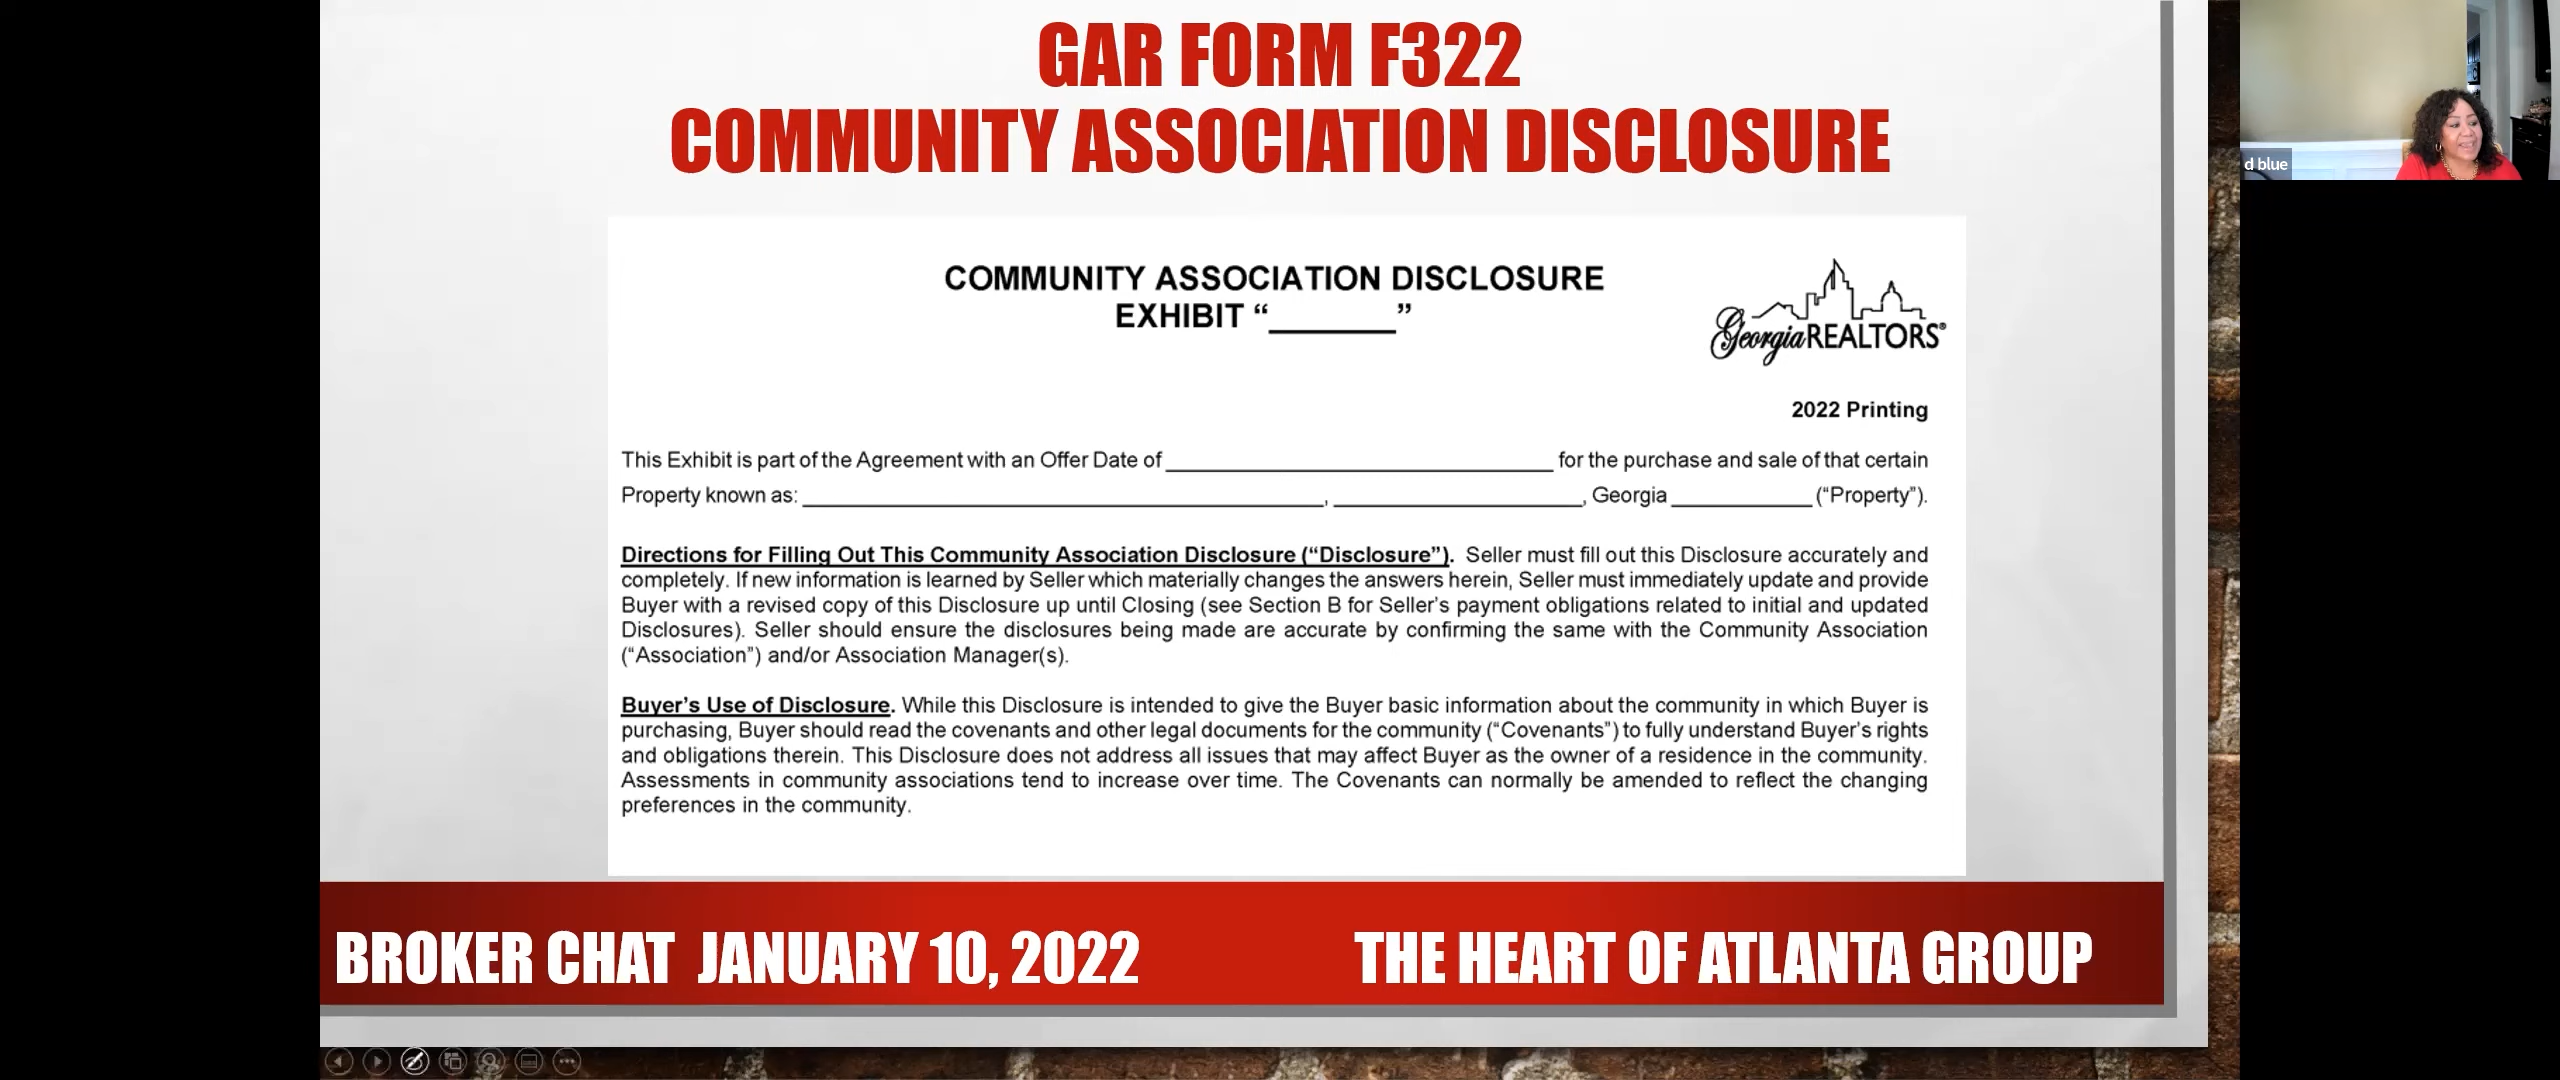 GAR FORM F322
COMMUNITY ASSOCIATION DISCLOSURE
d blue
COMMUNITY ASSOCIATION DISCLOSURE
EXHIBIT “_______”
GeorgiaREALTORS®
2022 Printing
This Exhibit is part of the Agreement with an Offer Date of ______________________________ for the purchase and sale of that certain
Property known as: ________________________________________, ____________________, Georgia ___________ (“Property”).
Directions for Filling Out This Community Association Disclosure (“Disclosure”). Seller must fill out this Disclosure accurately and
completely. If new information is learned by Seller which materially changes the answers herein, Seller must immediately update and provide
Buyer with a revised copy of this Disclosure up until Closing (see Section B for Seller’s payment obligations related to initial and updated
Disclosures). Seller should ensure the disclosures being made are accurate by confirming the same with the Community Association
(“Association”) and/or Association Manager(s).
Buyer’s Use of Disclosure. While this Disclosure is intended to give the Buyer basic information about the community in which Buyer is
purchasing, Buyer should read the covenants and other legal documents for the community (“Covenants”) to fully understand Buyer’s rights
and obligations therein. This Disclosure does not address all issues that may affect Buyer as the owner of a residence in the community.
Assessments in community associations tend to increase over time. The Covenants can normally be amended to reflect the changing
preferences in the community.
BROKER CHAT JANUARY 10, 2022
THE HEART OF ATLANTA GROUP